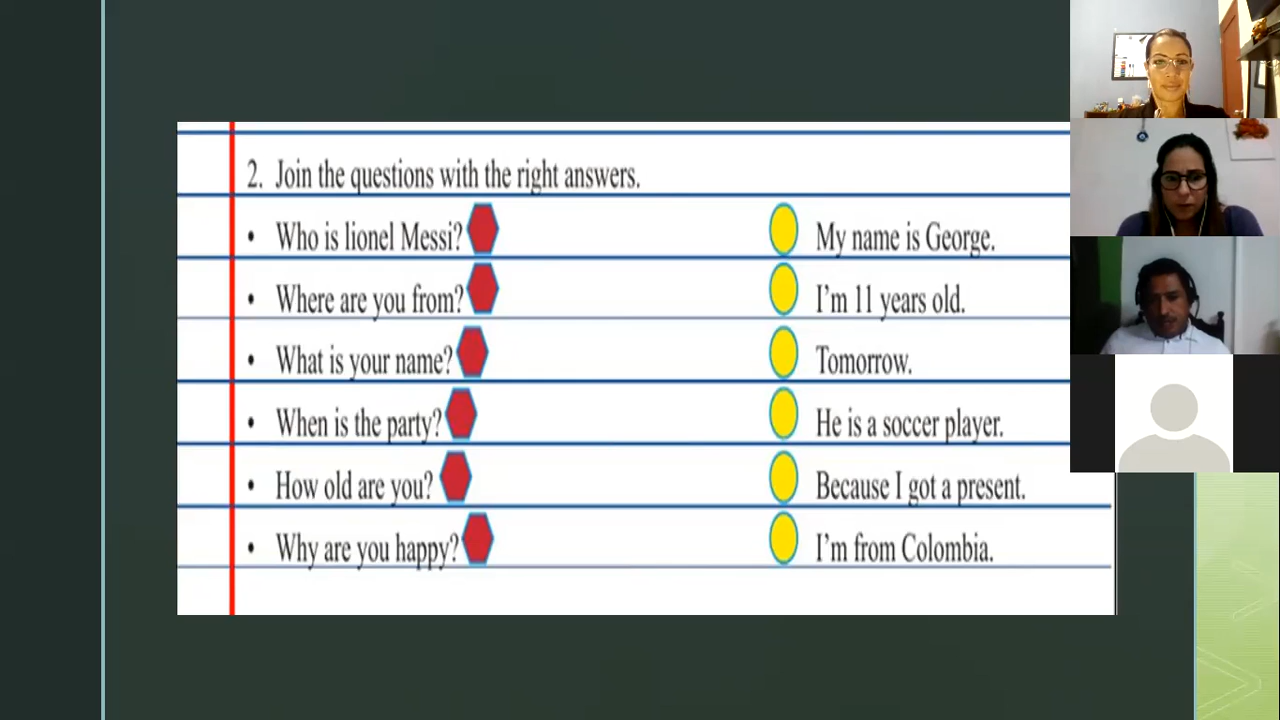 2. Join the questions with the right answers.
• Who is lionel Messi? My name is George.
• Where are you from? I'm 11 years old.
• What is your name? Tomorrow.
• When is the party? He is a soccer player.
• How old are you? Because I got a present.
• Why are you happy? I'm from Colombia.